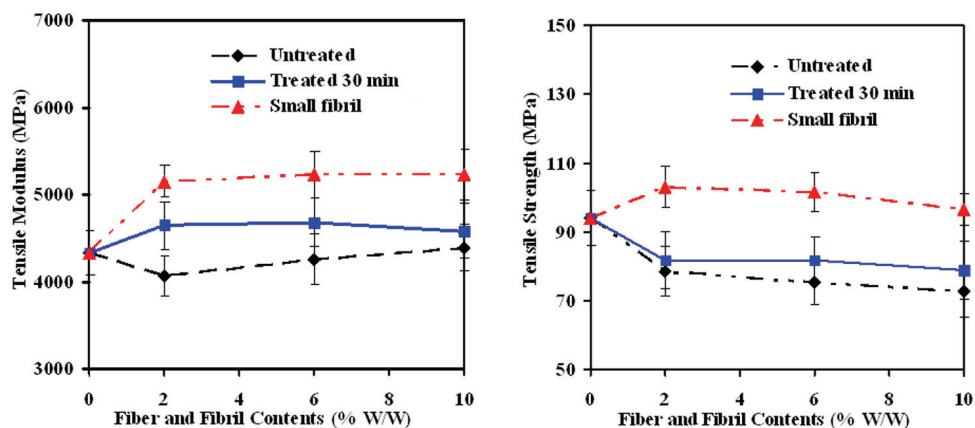 7000
6000
5000
4000
3000
Tensile Modulus (MPa)
Untreated
Treated 30 min
Small fibril
0 2 4 6 8 10
Fiber and Fibril Contents (% W/W)
150
130
110
90
70
50
Tensile Strength (MPa)
Untreated
Treated 30 min
Small fibril
0 2 4 6 8 10
Fiber and Fibril Contents (% W/W)